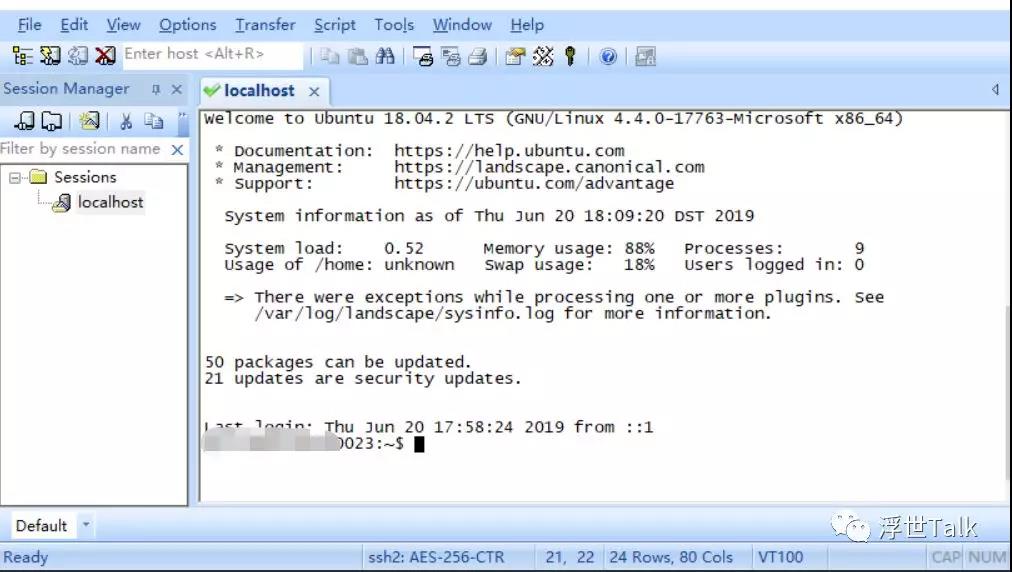 File Edit View Options Transfer Script Tools Window Help
Enter host <Alt+R>
Session Manager
localhost
Filter by session name
Sessions
localhost
Welcome to Ubuntu 18.04.2 LTS (GNU/Linux 4.4.0-17763-Microsoft x86_64)
* Documentation: https://help.ubuntu.com
* Management: https://landscape.canonical.com
* Support: https://ubuntu.com/advantage
System information as of Thu Jun 20 18:09:20 DST 2019
System load: 0.52 Memory usage: 88% Processes: 9
Usage of /home: unknown Swap usage: 18% Users logged in: 0
=> There were exceptions while processing one or more plugins. See
/var/log/landscape/sysinfo.log for more information.
50 packages can be updated.
21 updates are security updates.
Last login: Thu Jun 20 17:58:24 2019 from ::1
0023:~$
Default
浮世Talk
Ready ssh2: AES-256-CTR 21, 22 24 Rows, 80 Cols VT100 CAP NUM